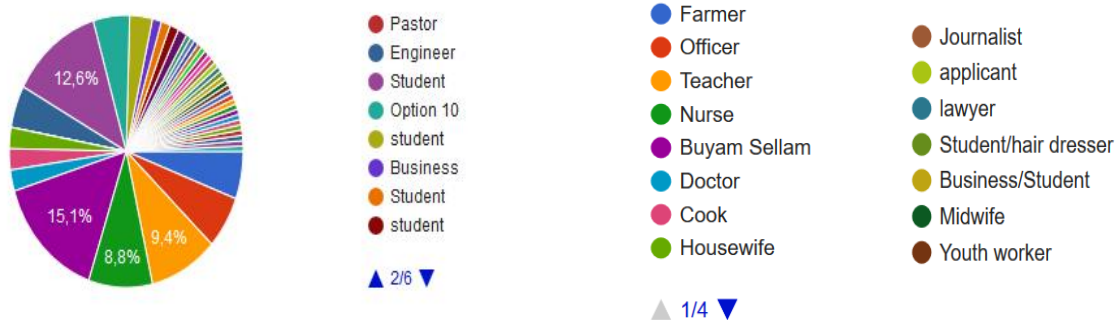 12,6%
15,1%
8,8%
9,4%
Pastor
Engineer
Student
Option 10
student
Business
Student
student
2/6
Farmer
Officer
Teacher
Nurse
Buyam Sellam
Doctor
Cook
Housewife
1/4
Journalist
applicant
lawyer
Student/hair dresser
Business/Student
Midwife
Youth worker